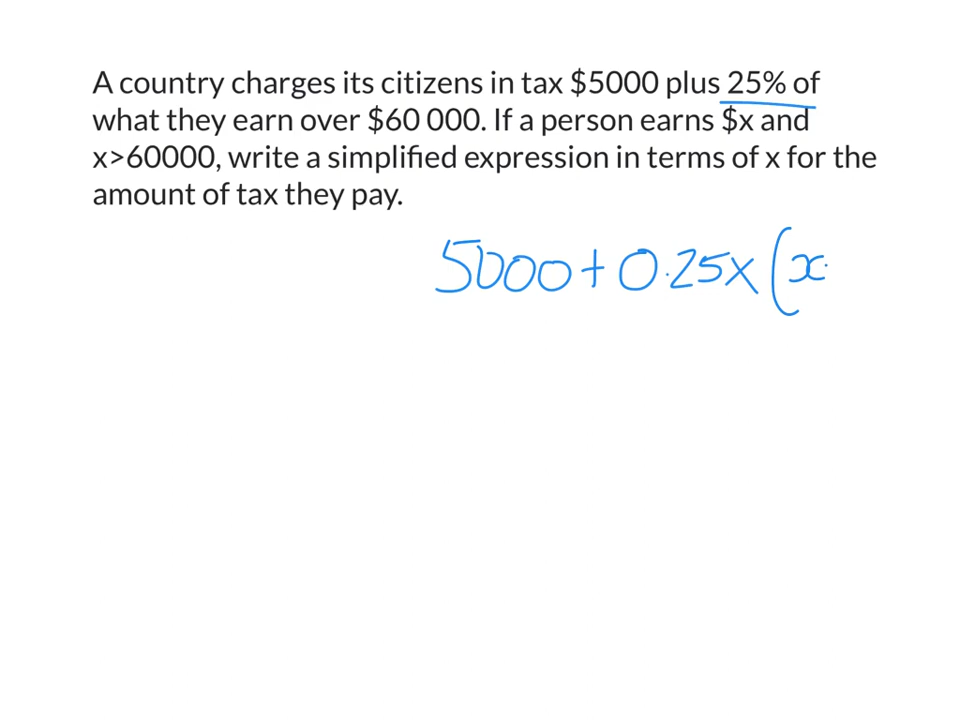 A country charges its citizens in tax $5000 plus 25% of
what they earn over $60 000. If a person earns $x and
x>60000, write a simplified expression in terms of x for the
amount of tax they pay.
5000+0.25×(x